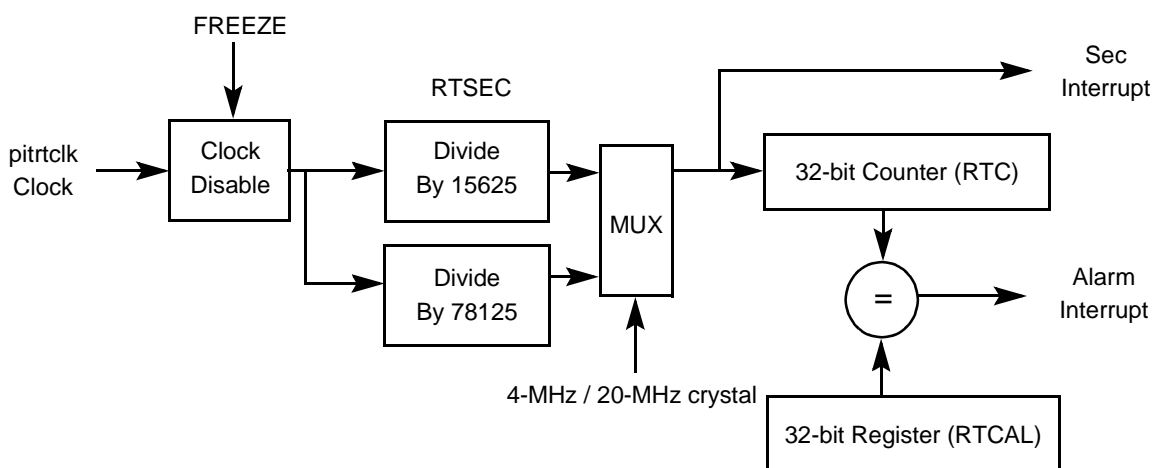 FREEZE
RTSEC
Sec
Interrupt
pitrtclk
Clock
Clock
Disable
Divide
By 15625
MUX
32-bit Counter (RTC)
Divide
By 78125
=
Alarm
Interrupt
4-MHz / 20-MHz crystal
32-bit Register (RTCAL)